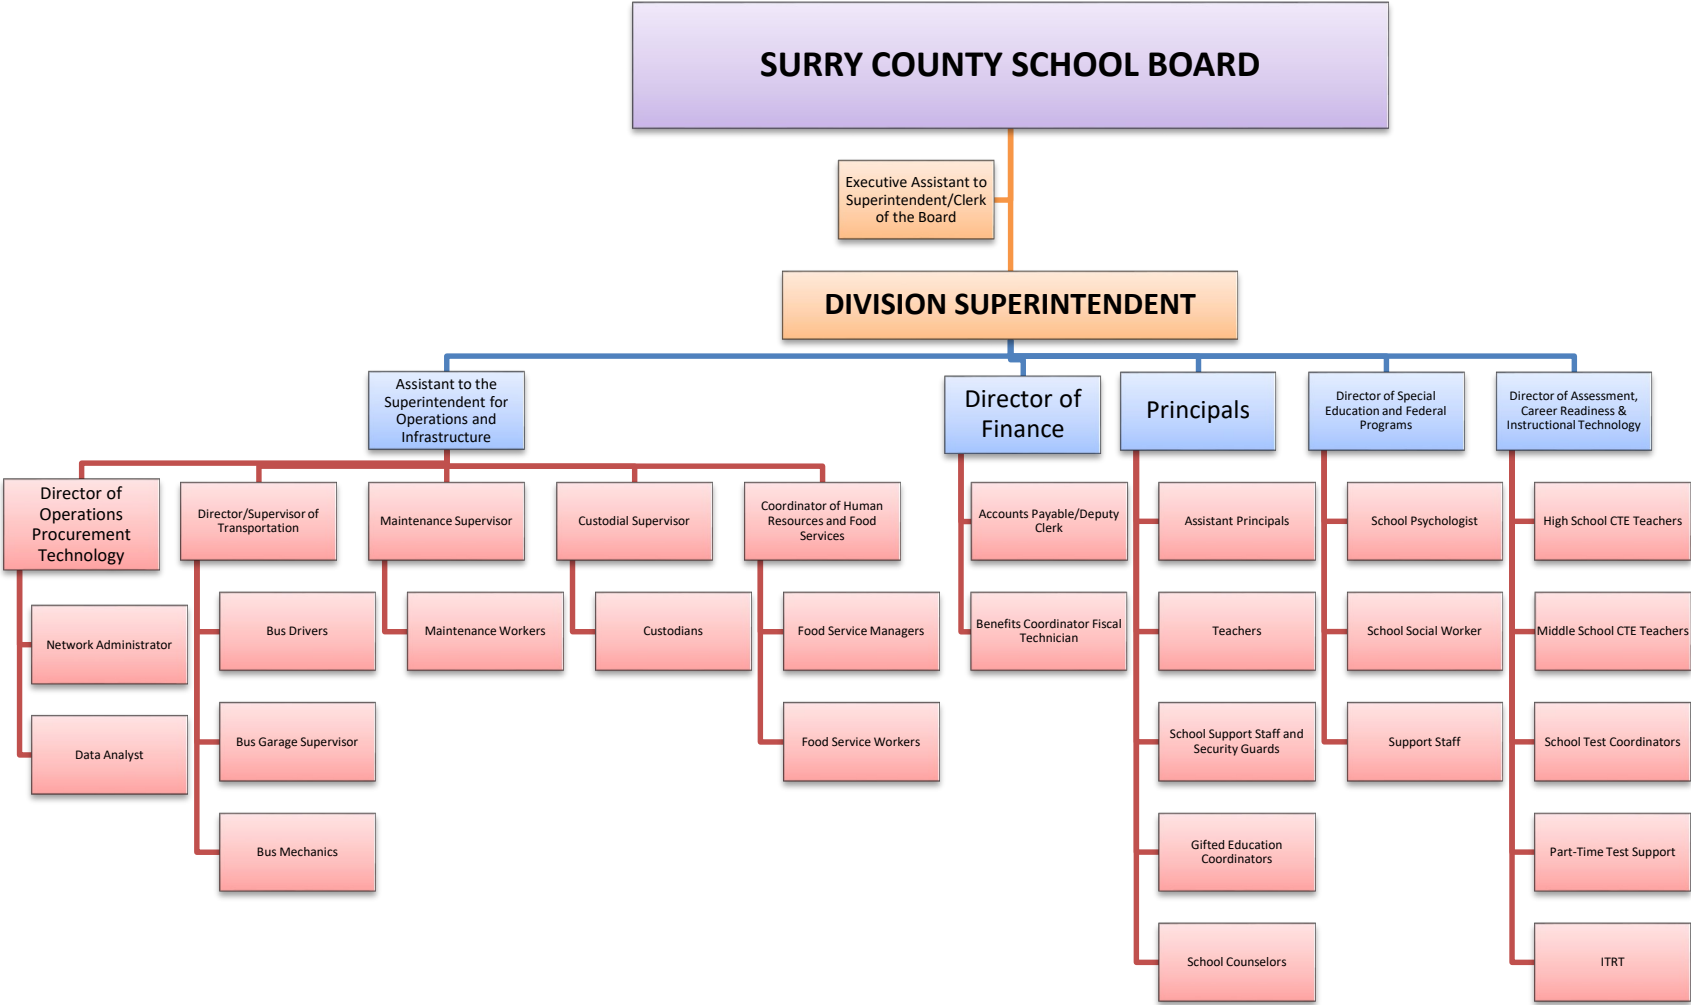 SURRY COUNTY SCHOOL BOARD
Executive Assistant to
Superintendent/Clerk
of the Board
DIVISION SUPERINTENDENT
Assistant to the
Superintendent for
Operations and
Infrastructure
Director of
Finance
Principals
Director of Special
Education and Federal
Programs
Director of Assessment,
Career Readiness &
Instructional Technology
Director of
Operations
Procurement
Technology
Director/Supervisor of
Transportation
Maintenance Supervisor
Custodial Supervisor
Coordinator of Human
Resources and Food
Services
Accounts Payable/Deputy
Clerk
Assistant Principals
School Psychologist
High School CTE Teachers
Network Administrator
Bus Drivers
Maintenance Workers
Custodians
Food Service Managers
Benefits Coordinator Fiscal
Technician
Teachers
School Social Worker
Middle School CTE Teachers
Data Analyst
Bus Garage Supervisor
Food Service Workers
School Support Staff and
Security Guards
Support Staff
School Test Coordinators
Bus Mechanics
Gifted Education
Coordinators
Part-Time Test Support
School Counselors
ITRT